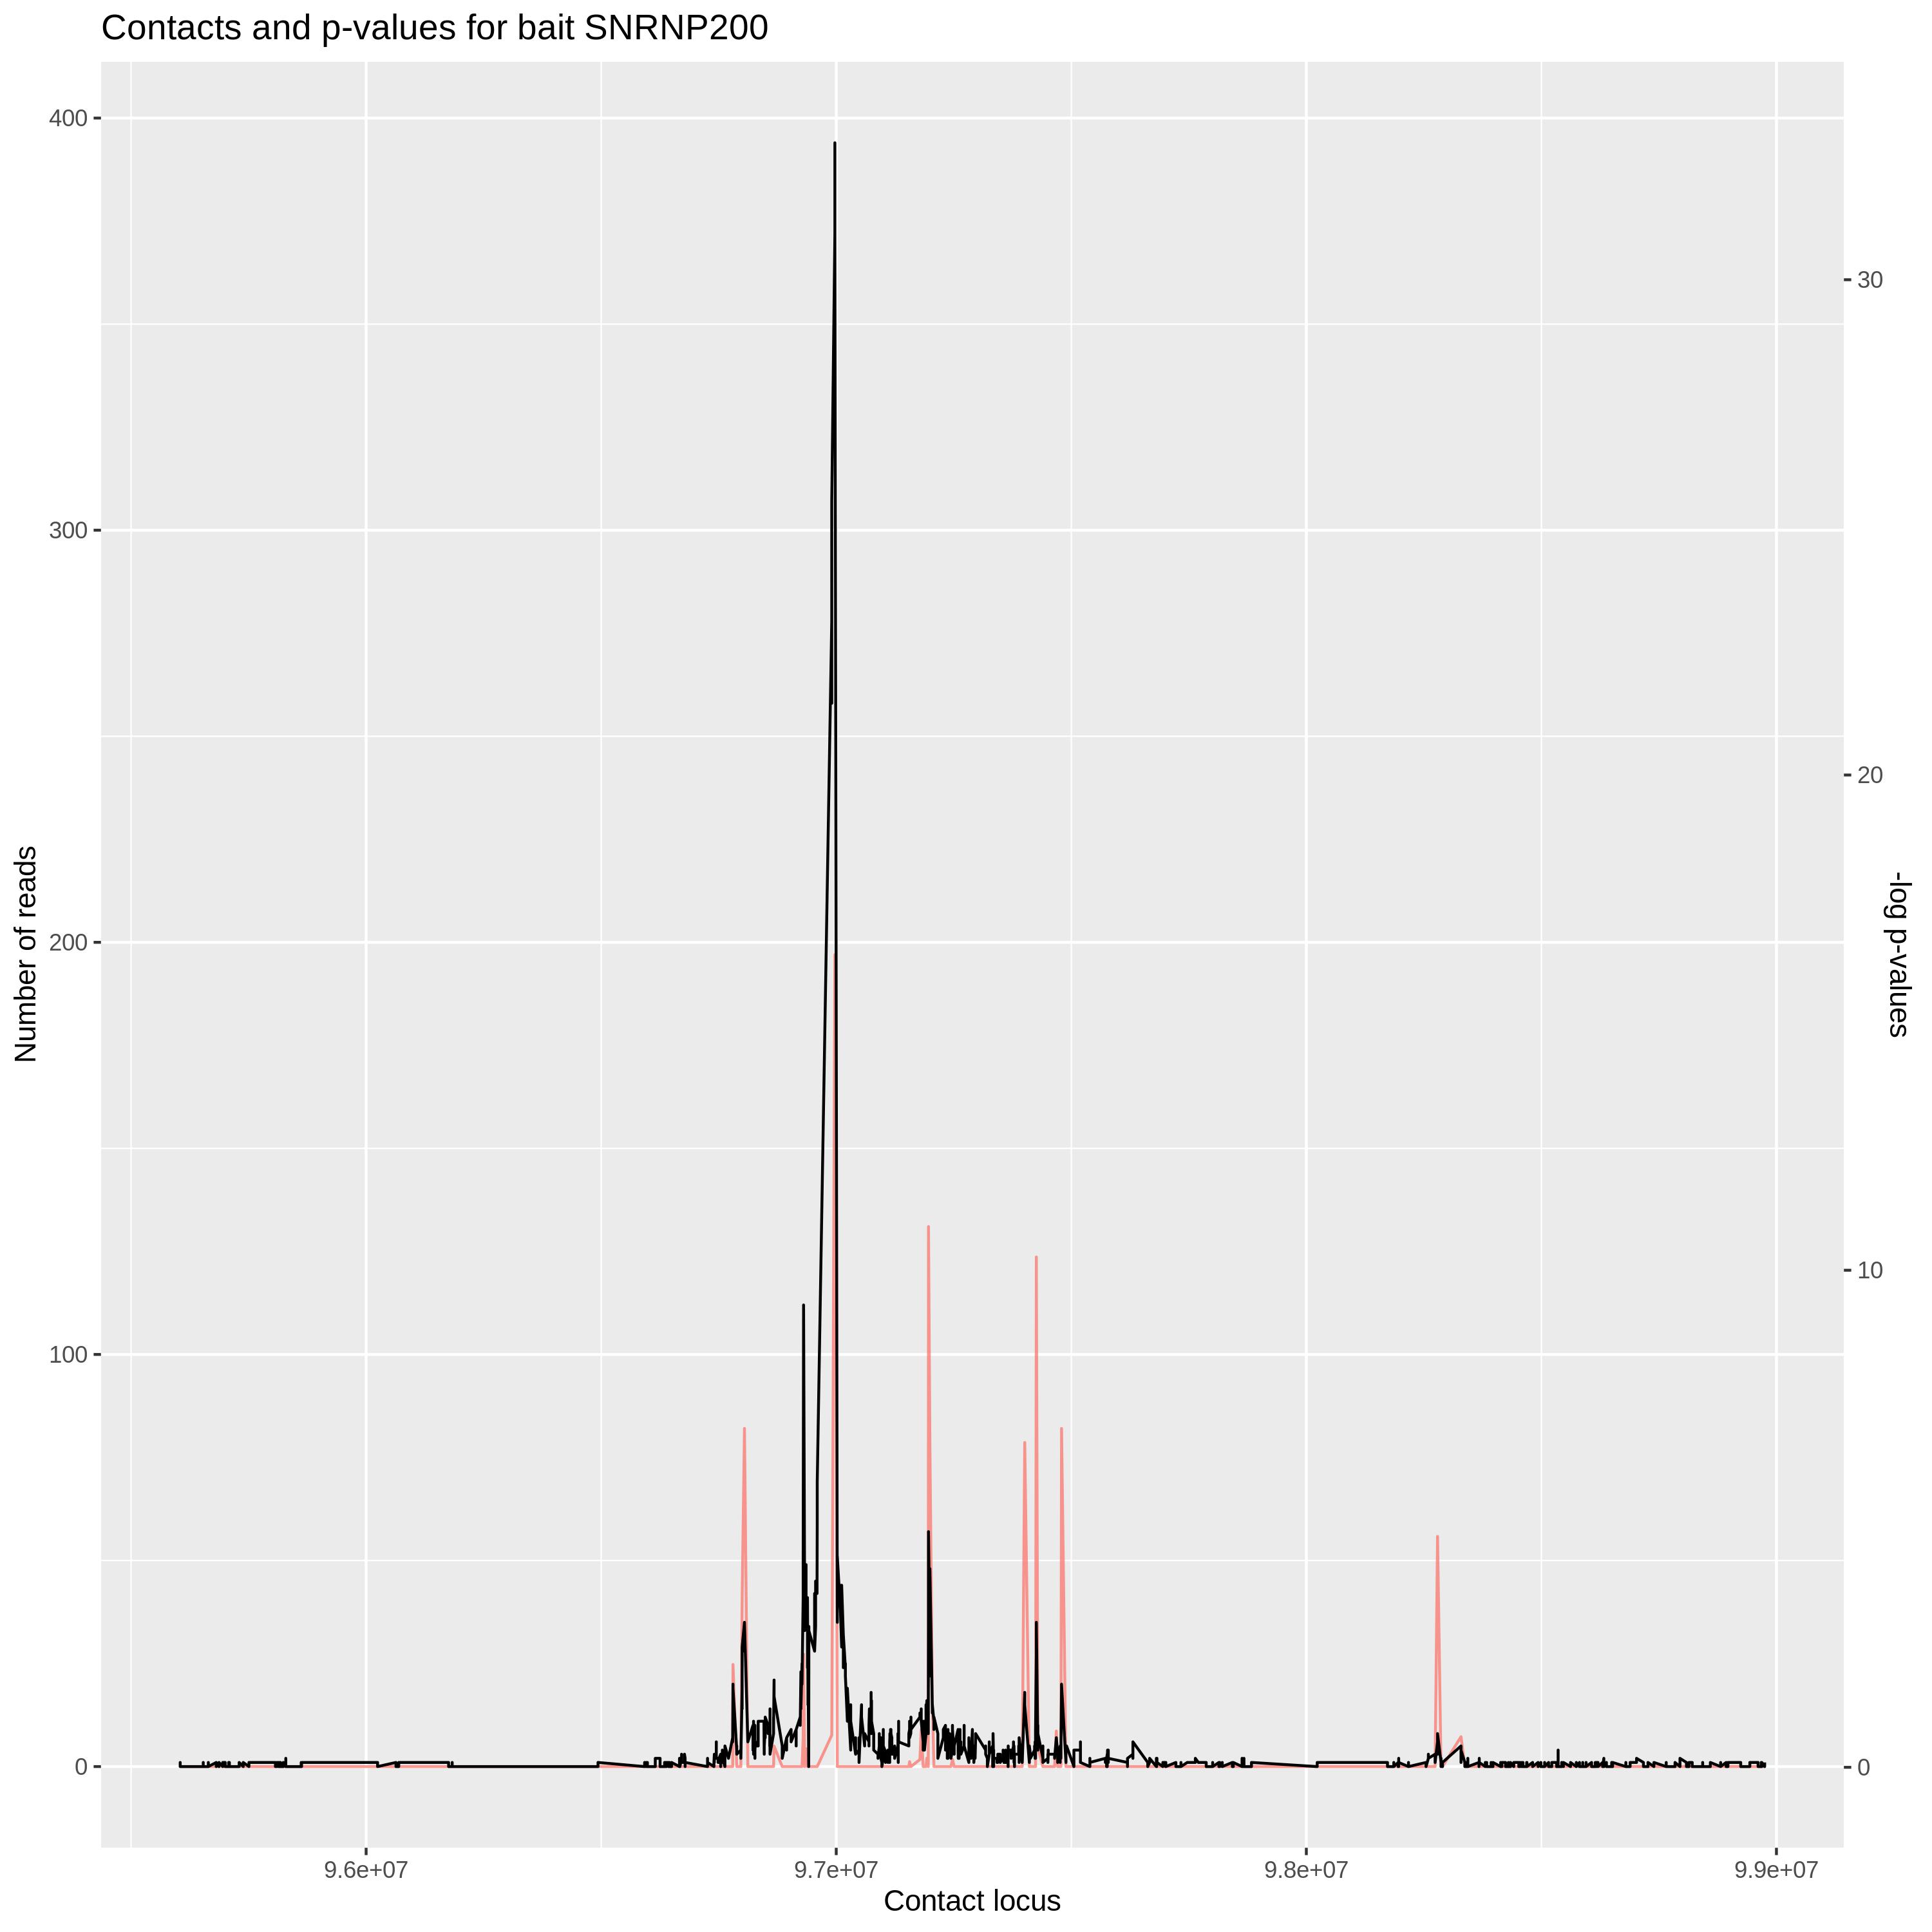 Contacts and p-values for bait SNRNP200
400
300
200
100
0
Number of reads
30
20
10
0
-log p-values
9.6e+07
9.7e+07
9.8e+07
9.9e+07
Contact locus